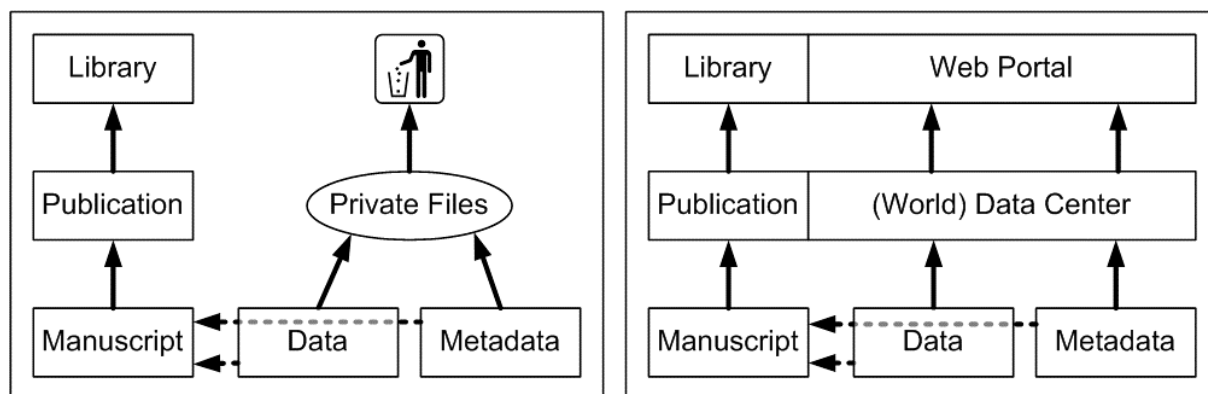 Library
Publication
Private Files
Manuscript
Data
Metadata
Library
Web Portal
Publication
(World) Data Center
Manuscript
Data
Metadata